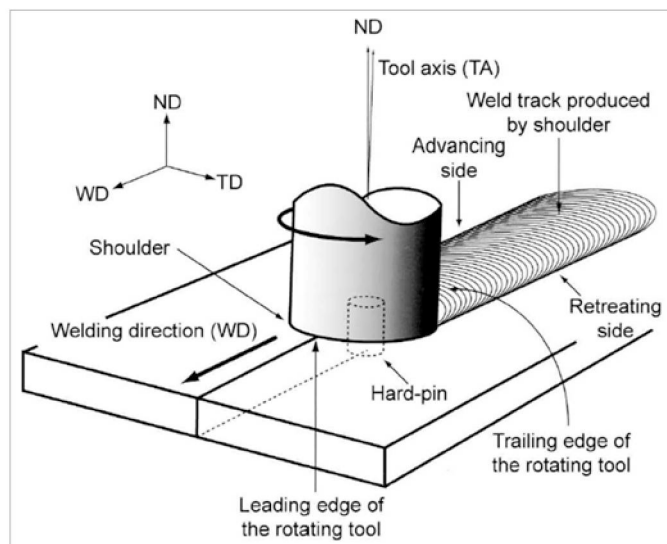 ND
Tool axis (TA)
Weld track produced
by shoulder
ND
Advancing
side
WD
TD
Shoulder
Welding direction (WD)
Retreating
side
Hard-pin
Trailing edge of
the rotating tool
Leading edge of
the rotating tool